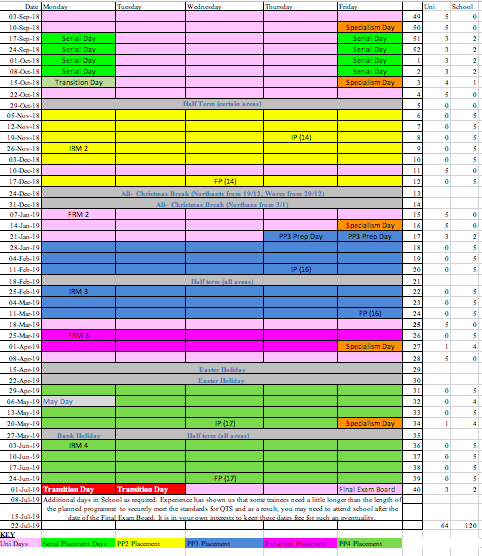 Date Monday Tuesday Wednesday Thursday Friday Uni School
03-Sep-18 49 5 0
10-Sep-18 Specialism Day 50 5 0
17-Sep-18 Serial Day Serial Day 51 3 2
24-Sep-18 Serial Day Serial Day 52 3 2
01-Oct-18 Serial Day Serial Day 1 3 2
08-Oct-18 Serial Day Serial Day 2 3 2
15-Oct-18 Transition Day Specialism Day 3 4 1
22-Oct-18 4 5 0
29-Oct-18 Half Term (certain areas) 5 0 0
05-Nov-18 6 0 5
12-Nov-18 7 0 5
19-Nov-18 IP (14) 8 0 5
26-Nov-18 IRM 2 9 0 5
03-Dec-18 10 0 5
10-Dec-18 11 5 0
17-Dec-18 FP (14) 12 0 5
24-Dec-18 All- Christmas Break (Northants from 19/12, Worcs from 20/12) 13
31-Dec-18 All- Christmas Break (Northans from 3/1) 14
07-Jan-19 FRM 2 15 5 0
14-Jan-19 Specialism Day 16 5 0
21-Jan-19 PP3 Prep Day PP3 Prep Day 17 3 2
28-Jan-19 18 0 5
04-Feb-19 19 0 5
11-Feb-19 IP (16) 20 0 5
18-Feb-19 Half term (all areas) 21
25-Feb-19 IRM 3 22 0 5
04-Mar-19 23 0 5
11-Mar-19 FP (16) 24 0 5
18-Mar-19 25 5 0
25-Mar-19 FRM 3 26 0 5
01-Apr-19 Specialism Day 27 1 4
08-Apr-19 28 5 0
15-Apr-19 Easter Holiday 29
22-Apr-19 Easter Holiday 30
29-Apr-19 31 0 5
06-May-19 May Day 32 0 4
13-May-19 33 0 5
20-May-19 IP (17) Specialism Day 34 1 4
27-May-19 Bank Holiday Half term (all areas) 35
03-Jun-19 IRM 4 36 0 5
10-Jun-19 37 0 5
17-Jun-19 38 0 5
24-Jun-19 FP (17) 39 0 5
01-Jul-19 Transition Day Transition Day Final Exam Board 40 3 2
08-Jul-19 Additional days in School as required. Experience has shown us that some trainees need a little longer than the length of
the planned programme to securely meet the standards for QTS and as a result, you may need to attend school after the
15-Jul-19 date of the Final Exam Board. It is in your own interests to keep these dates free for such an eventuality.
22-Jul-19 64 120
KEY
Uni Days Serial Placement Days PP2 Placement PP3 Placement Enhanced Placement PP4 Placement